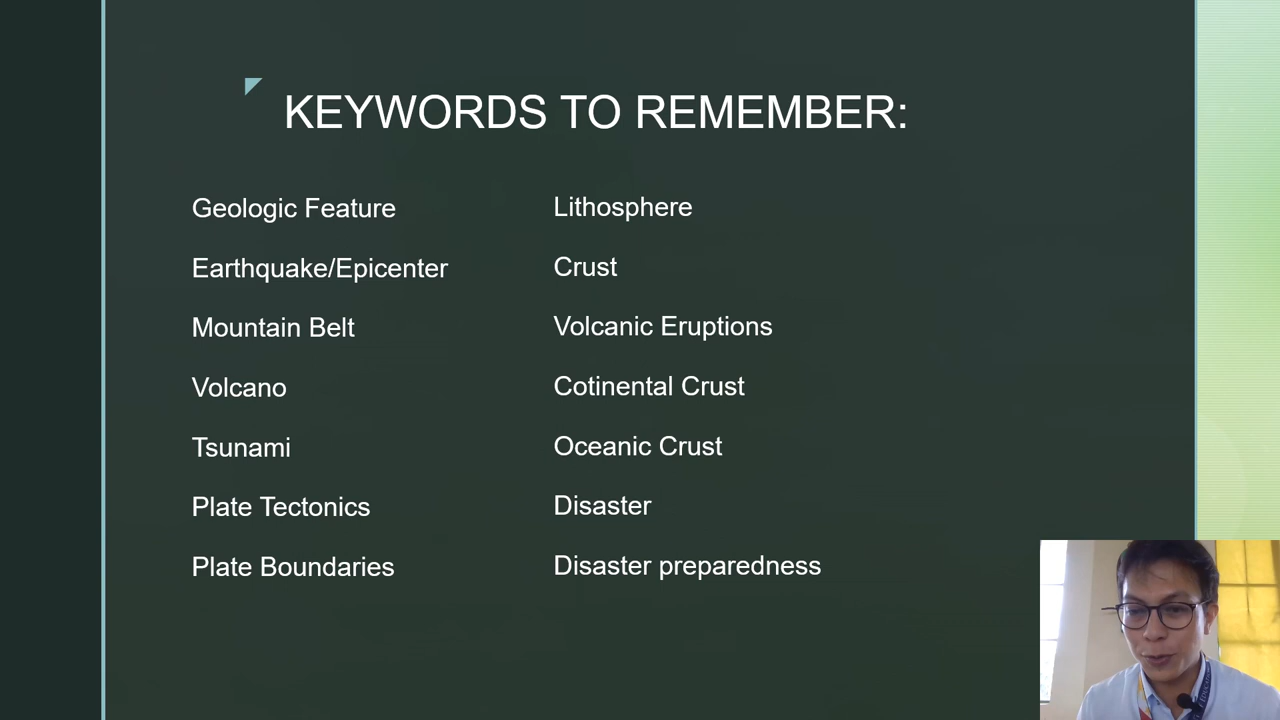 KEYWORDS TO REMEMBER:
Geologic Feature
Earthquake/Epicenter
Mountain Belt
Volcano
Tsunami
Plate Tectonics
Plate Boundaries
Lithosphere
Crust
Volcanic Eruptions
Cotinental Crust
Oceanic Crust
Disaster
Disaster preparedness